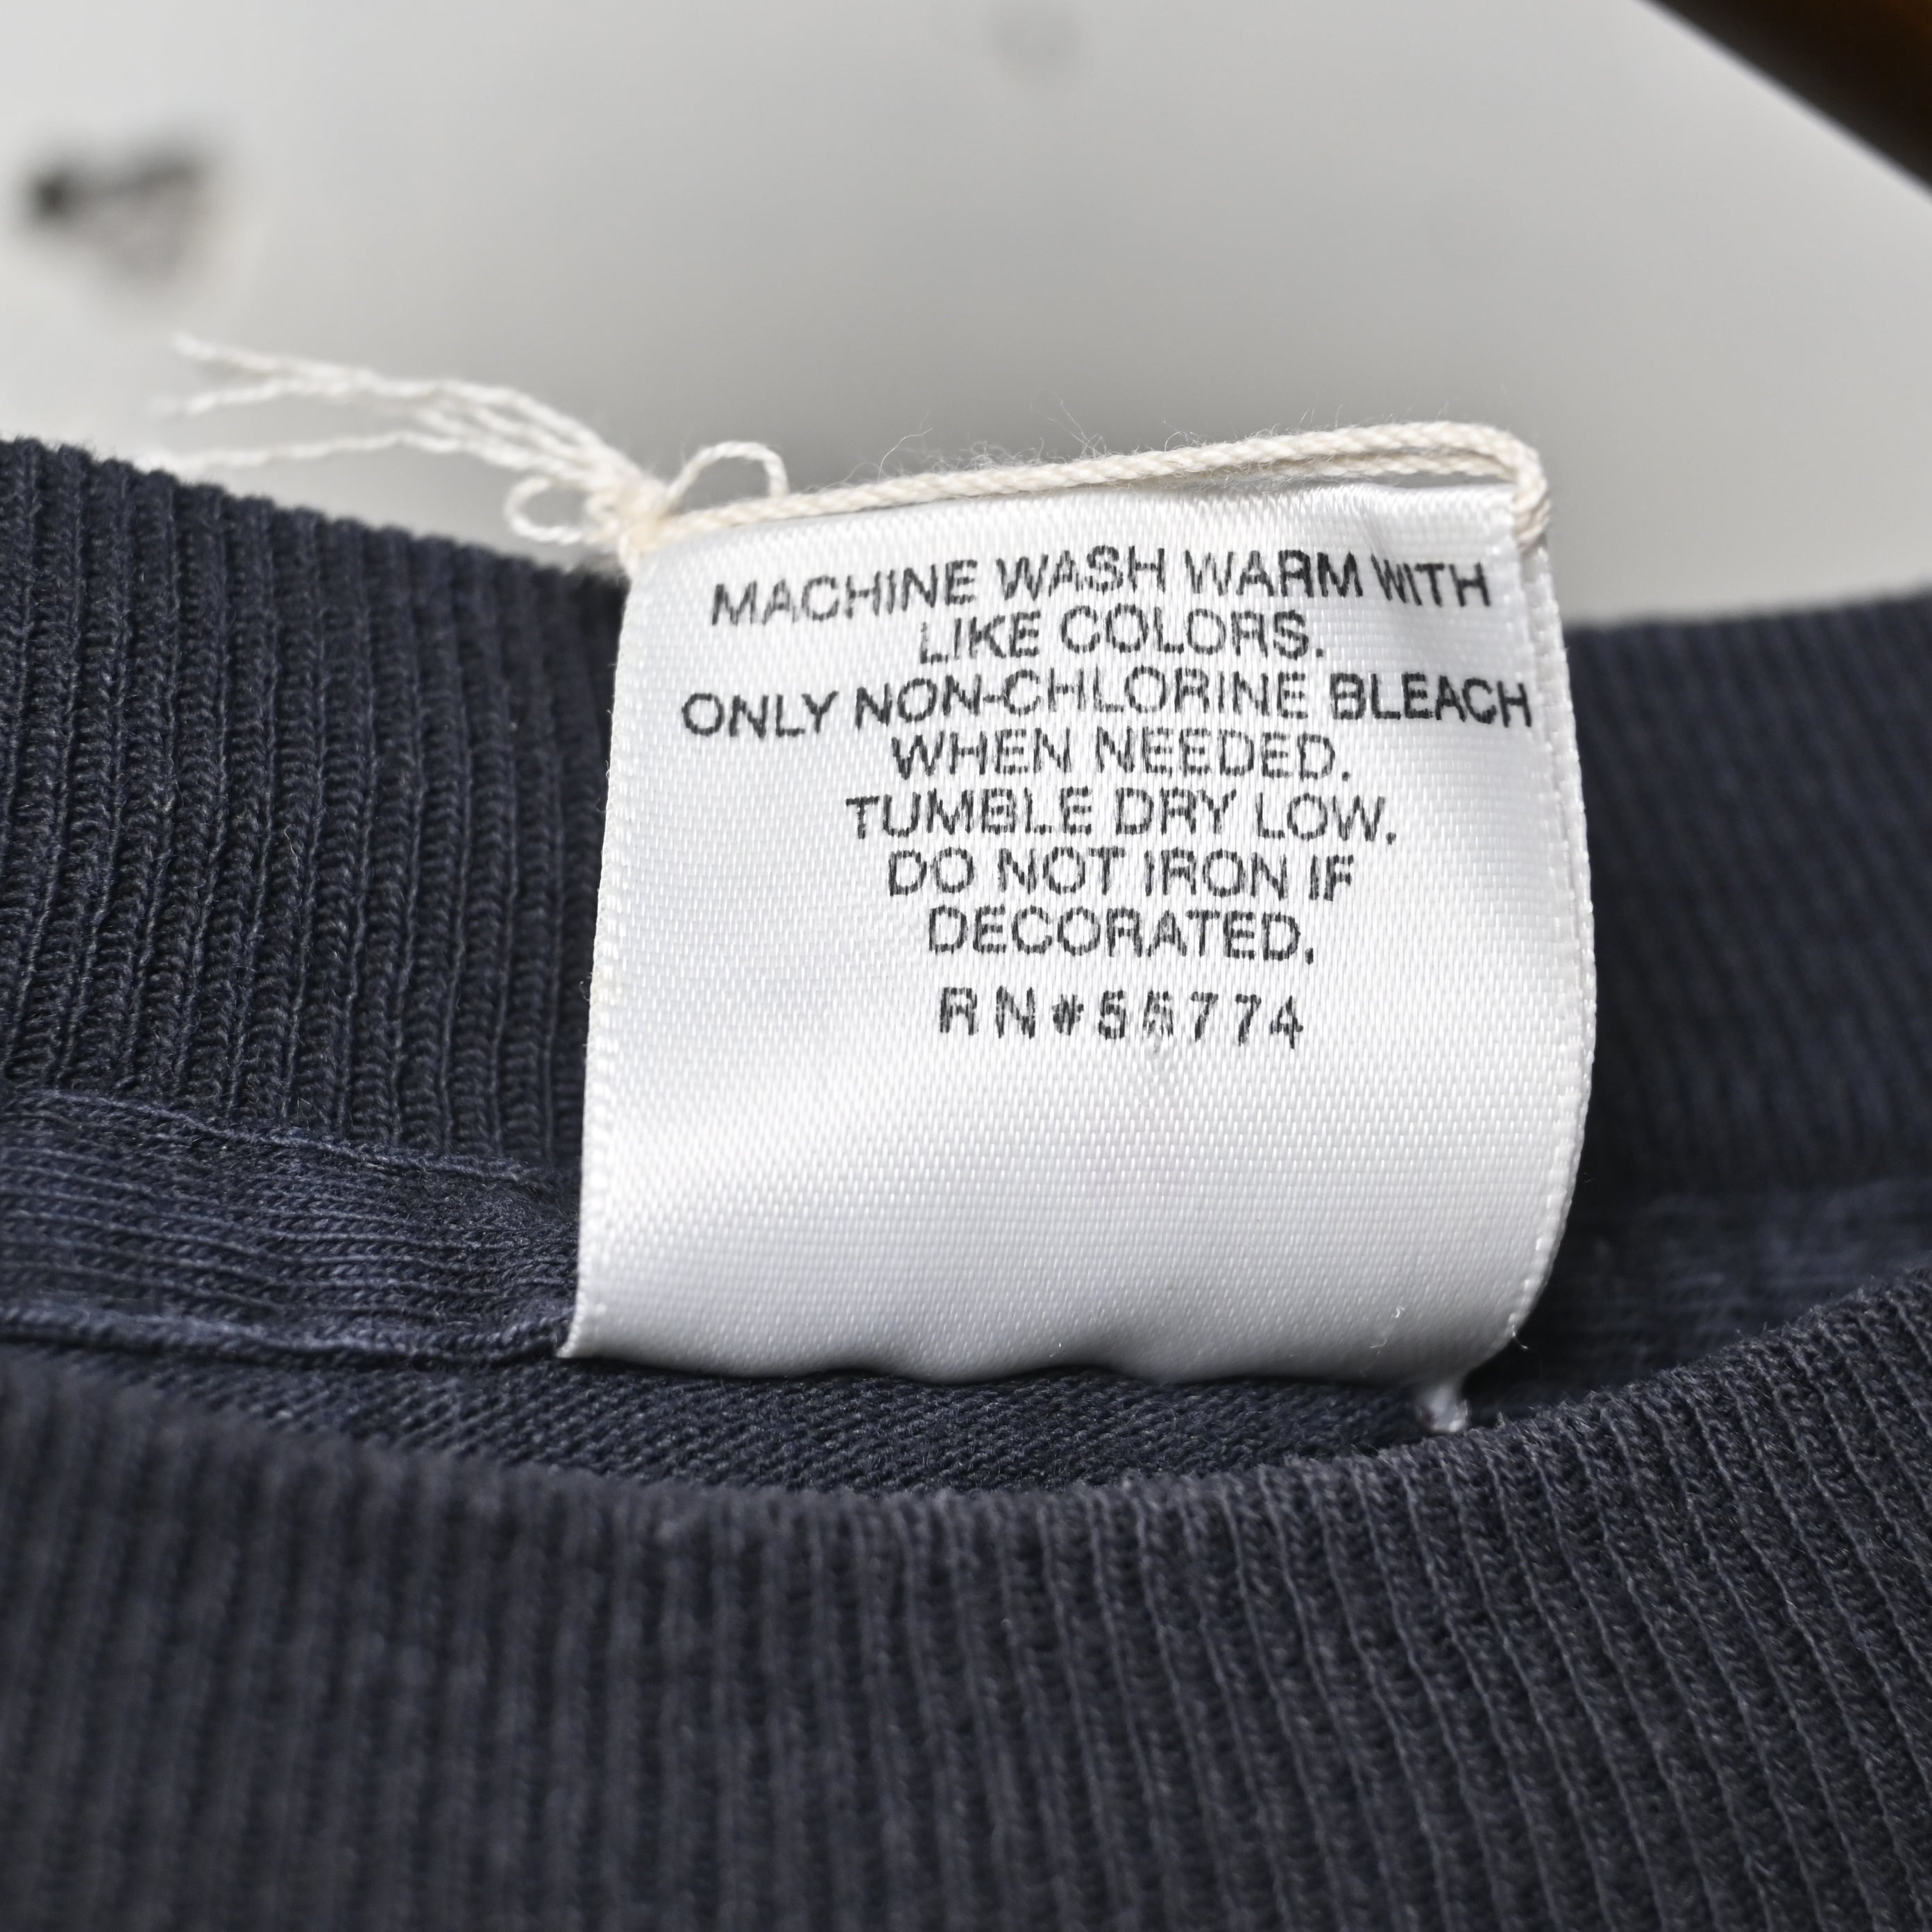 MACHINE WASH WARM WITH
LIKE COLORS.
ONLY NON-CHLORINE BLEACH
WHEN NEEDED.
TUMBLE DRY LOW.
DO NOT IRON IF
DECORATED.
RN#55774